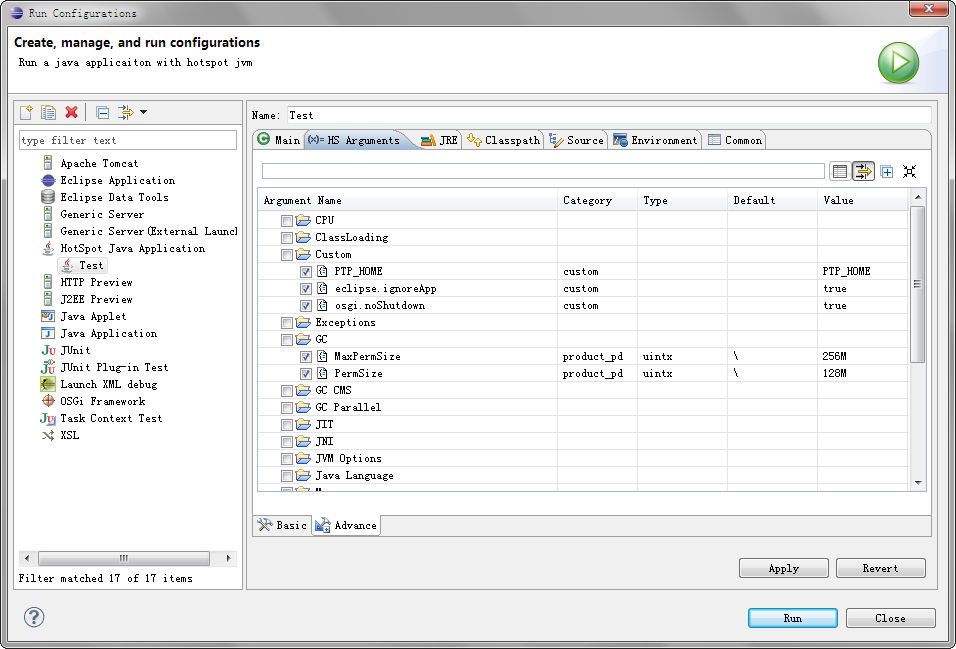 Run Configurations
Create, manage, and run configurations
Run a java applicaiton with hotspot jvm
type filter text
Apache Tomcat
Eclipse Application
Eclipse Data Tools
Generic Server
Generic Server(External Launch
HotSpot Java Application
Test
HTTP Preview
J2EE Preview
Java Applet
Java Application
JUnit
JUnit Plug-in Test
Launch XML debug
OSGi Framework
Task Context Test
XSL
Filter matched 17 of 17 items
Name: Test
Main (x)= HS Arguments JRE Classpath Source Environment Common
Argument Name Category Type Default Value
CPU
ClassLoading
Custom
PTP_HOME custom PTP_HOME
eclipse.ignoreApp custom true
osgi.noShutdown custom true
Exceptions
GC
MaxPermSize product_pd uintx \ 256M
PermSize product_pd uintx \ 128M
GC CMS
GC Parallel
JIT
JNI
JVM Options
Java Language
Basic Advance
Apply Revert
Run Close